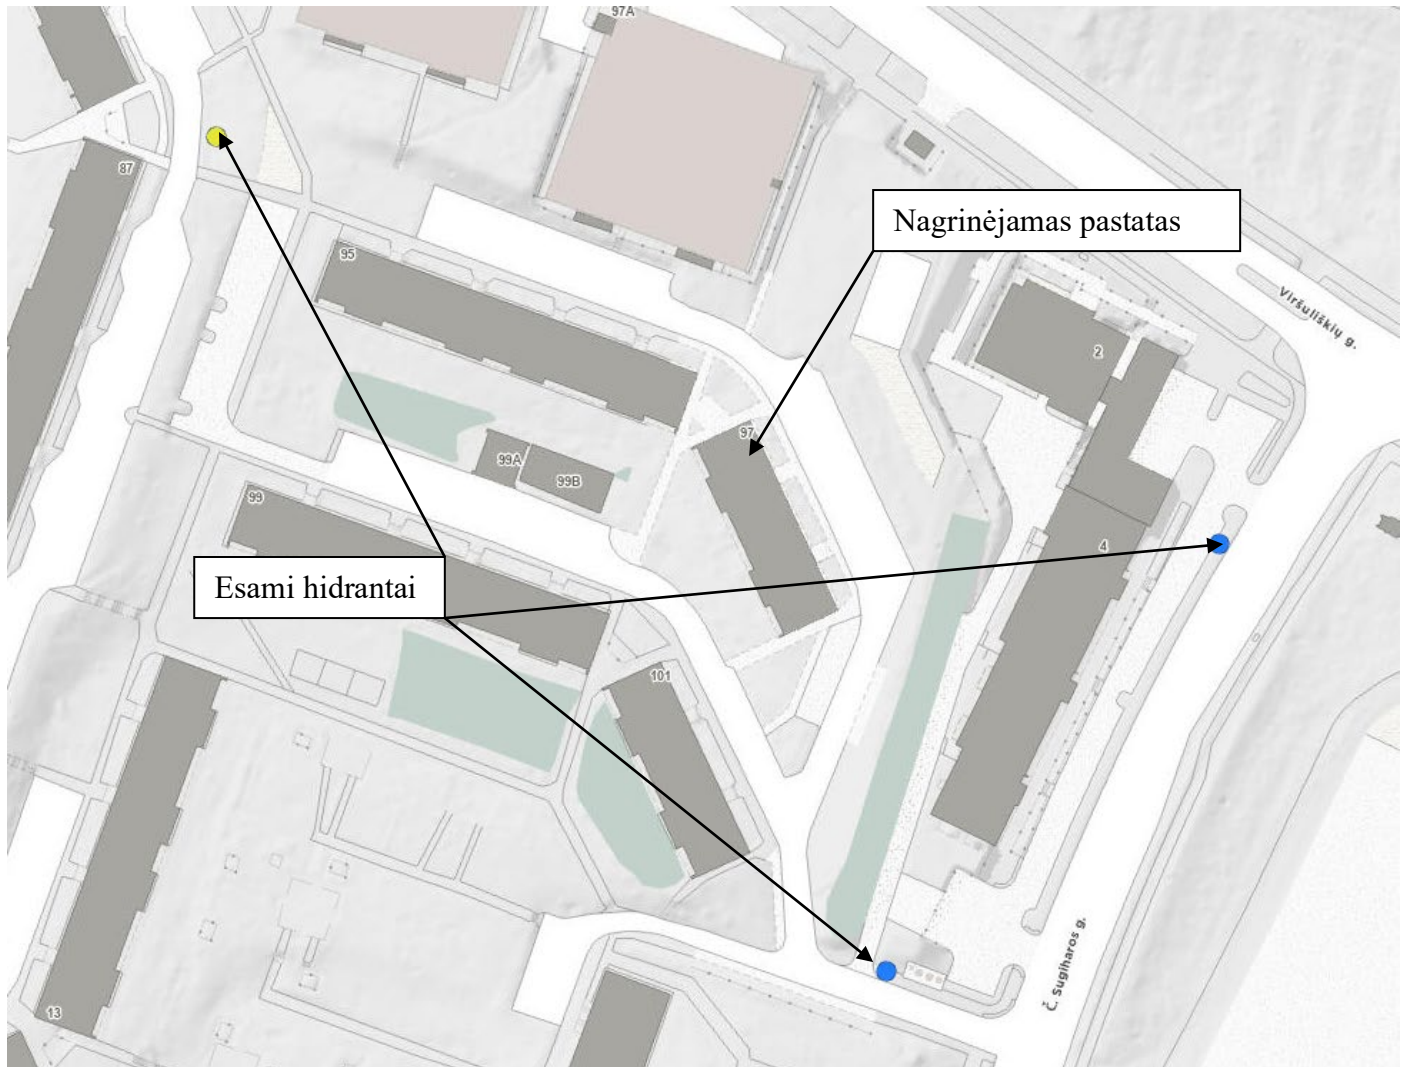 97A
87
Nagrinėjamas pastatas
95
Viršuliškių g.
2
97
99A
99B
99
4
Esami hidrantai
101
Č. Sugiharos g.
13